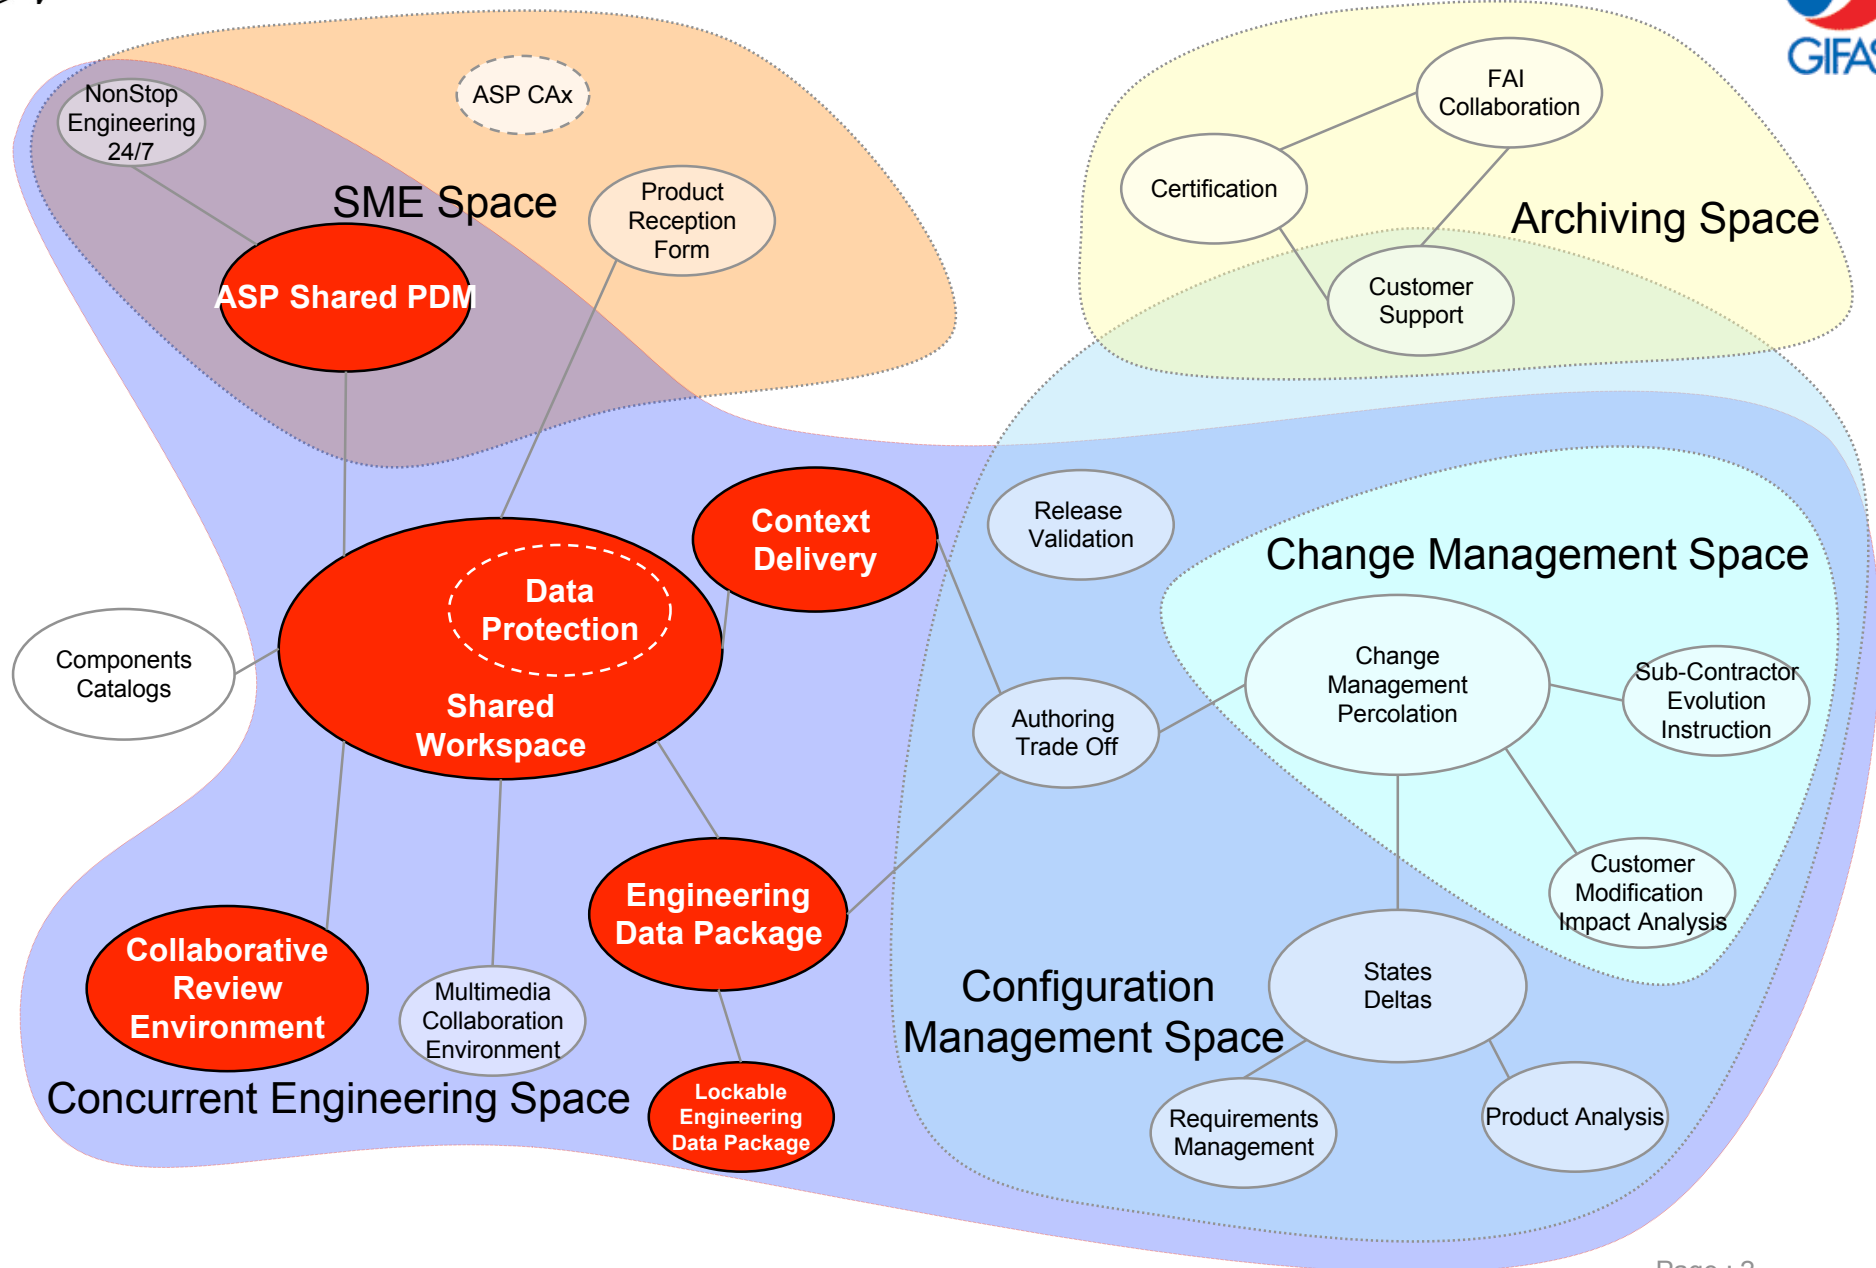 GIFAS
NonStop
Engineering
24/7
ASP CAx
FAI
Collaboration
SME Space
Product
Reception
Form
Certification
Archiving Space
ASP Shared PDM
Customer
Support
Context
Delivery
Release
Validation
Change Management Space
Data
Protection
Components
Catalogs
Shared
Workspace
Authoring
Trade Off
Change
Management
Percolation
Sub-Contractor
Evolution
Instruction
Engineering
Data Package
Customer
Modification
Impact Analysis
Collaborative
Review
Environment
Multimedia
Collaboration
Environment
Configuration
Management Space
States
Deltas
Concurrent Engineering Space
Lockable
Engineering
Data Package
Requirements
Management
Product Analysis